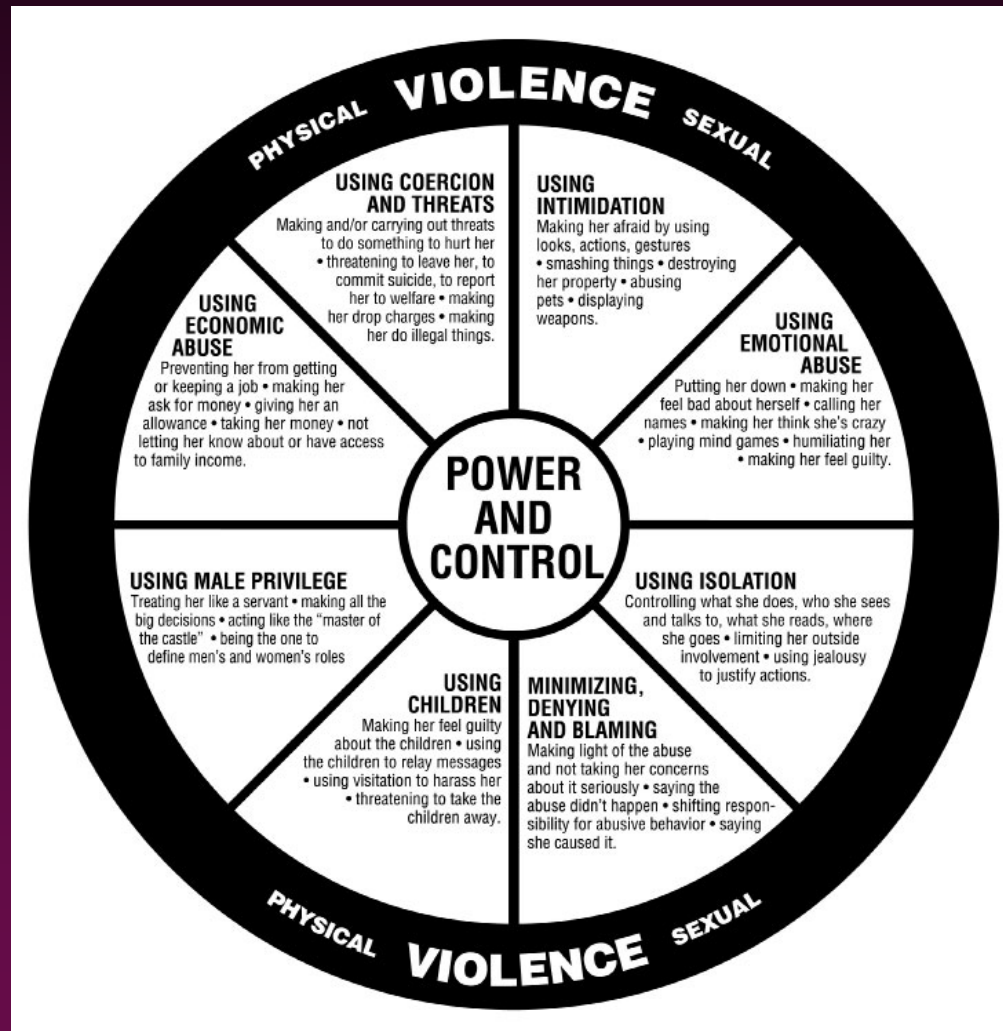 PHYSICAL VIOLENCE SEXUAL
USING COERCION
AND THREATS
Making and/or carrying out threats
to do something to hurt her
• threatening to leave her, to
commit suicide, to report
her to welfare • making
her drop charges • making
her do illegal things.
USING
INTIMIDATION
Making her afraid by using
looks, actions, gestures
• smashing things • destroying
her property • abusing
pets • displaying
weapons.
USING
EMOTIONAL
ABUSE
Putting her down • making her
feel bad about herself • calling her
names • making her think she's crazy
• playing mind games • humiliating her
• making her feel guilty.
USING ISOLATION
Controlling what she does, who she sees
and talks to, what she reads, where
she goes • limiting her outside
involvement • using jealousy
to justify actions.
MINIMIZING,
DENYING
AND BLAMING
Making light of the abuse
and not taking her concerns
about it seriously • saying the
abuse didn't happen • shifting respon-
sibility for abusive behavior • saying
she caused it.
USING
CHILDREN
Making her feel guilty
about the children • using
the children to relay messages
• using visitation to harass her
• threatening to take the
children away.
USING MALE PRIVILEGE
Treating her like a servant • making all the
big decisions • acting like the "master of
the castle" • being the one to
define men's and women's roles
USING
ECONOMIC
ABUSE
Preventing her from getting
or keeping a job • making her
ask for money • giving her an
allowance • taking her money • not
letting her know about or have access
to family income.
POWER
AND
CONTROL
PHYSICAL VIOLENCE SEXUAL